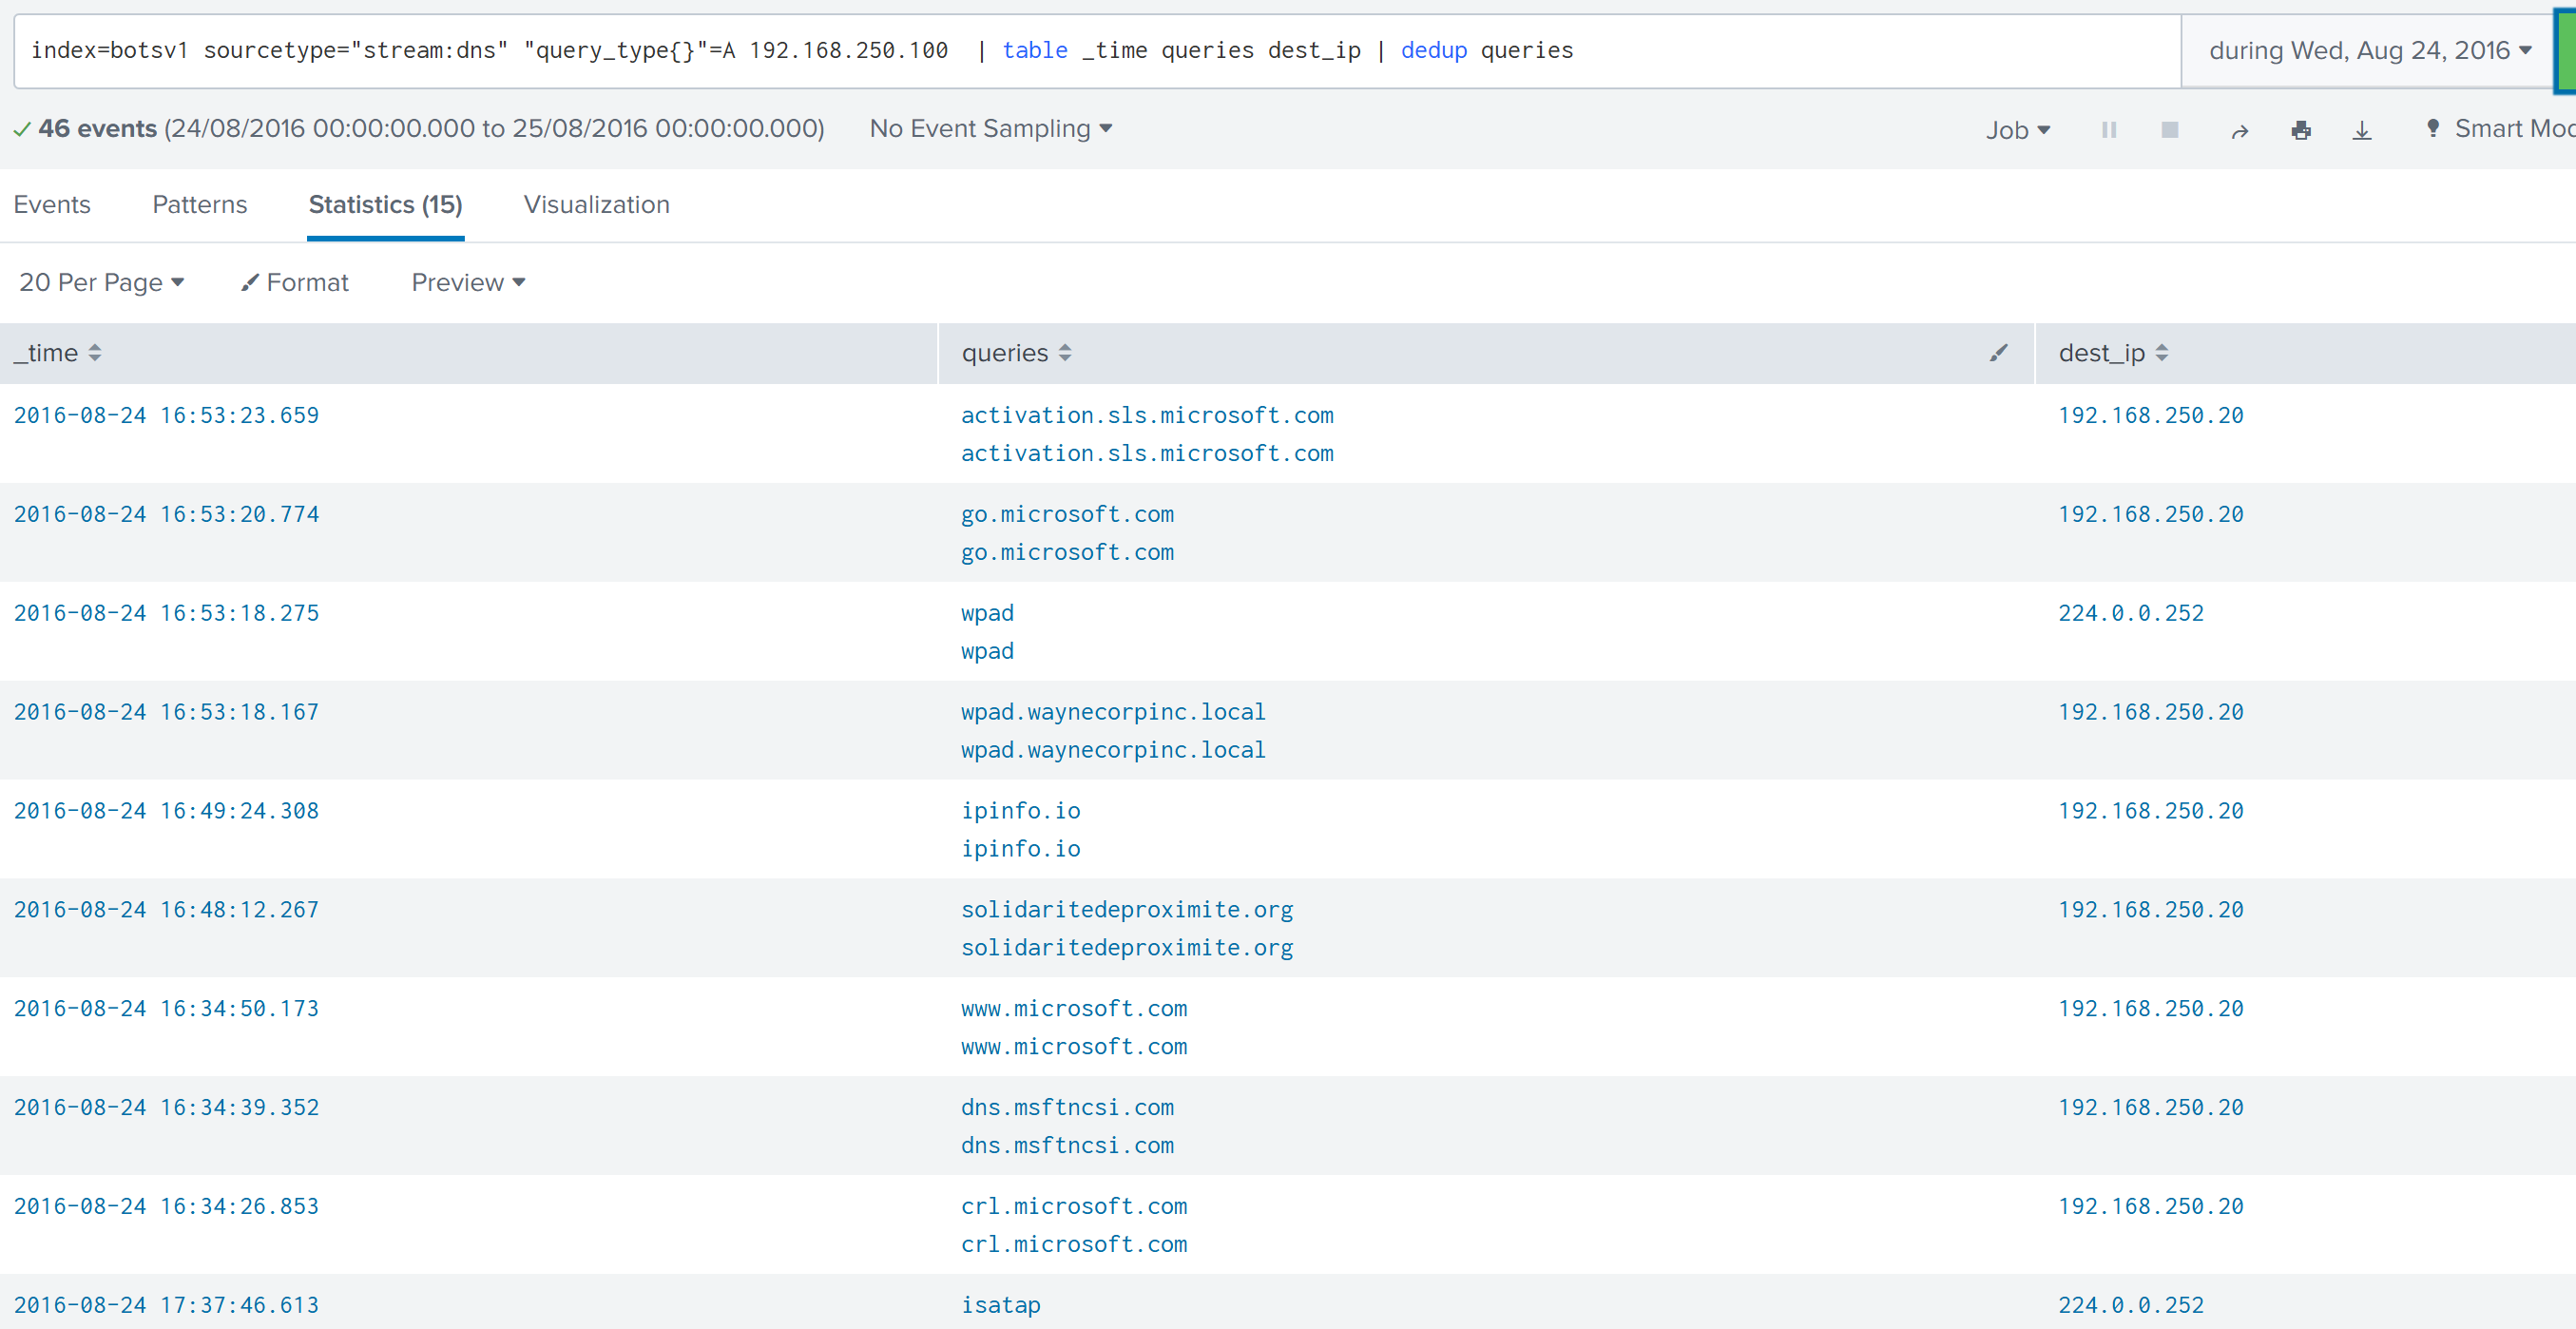 index=botsv1 sourcetype="stream:dns" "query_type{}"=A 192.168.250.100  | table _time queries dest_ip | dedup queries
during Wed, Aug 24, 2016
46 events (24/08/2016 00:00:00.000 to 25/08/2016 00:00:00.000) No Event Sampling Job Smart Mod
Events Patterns Statistics (15) Visualization
20 Per Page Format Preview
_time queries dest_ip
2016-08-24 16:53:23.659 activation.sls.microsoft.com 192.168.250.20
activation.sls.microsoft.com
2016-08-24 16:53:20.774 go.microsoft.com 192.168.250.20
go.microsoft.com
2016-08-24 16:53:18.275 wpad 224.0.0.252
wpad
2016-08-24 16:53:18.167 wpad.waynecorpinc.local 192.168.250.20
wpad.waynecorpinc.local
2016-08-24 16:49:24.308 ipinfo.io 192.168.250.20
ipinfo.io
2016-08-24 16:48:12.267 solidaritedeproximite.org 192.168.250.20
solidaritedeproximite.org
2016-08-24 16:34:50.173 www.microsoft.com 192.168.250.20
www.microsoft.com
2016-08-24 16:34:39.352 dns.msftncsi.com 192.168.250.20
dns.msftncsi.com
2016-08-24 16:34:26.853 crl.microsoft.com 192.168.250.20
crl.microsoft.com
2016-08-24 17:37:46.613 isatap 224.0.0.252